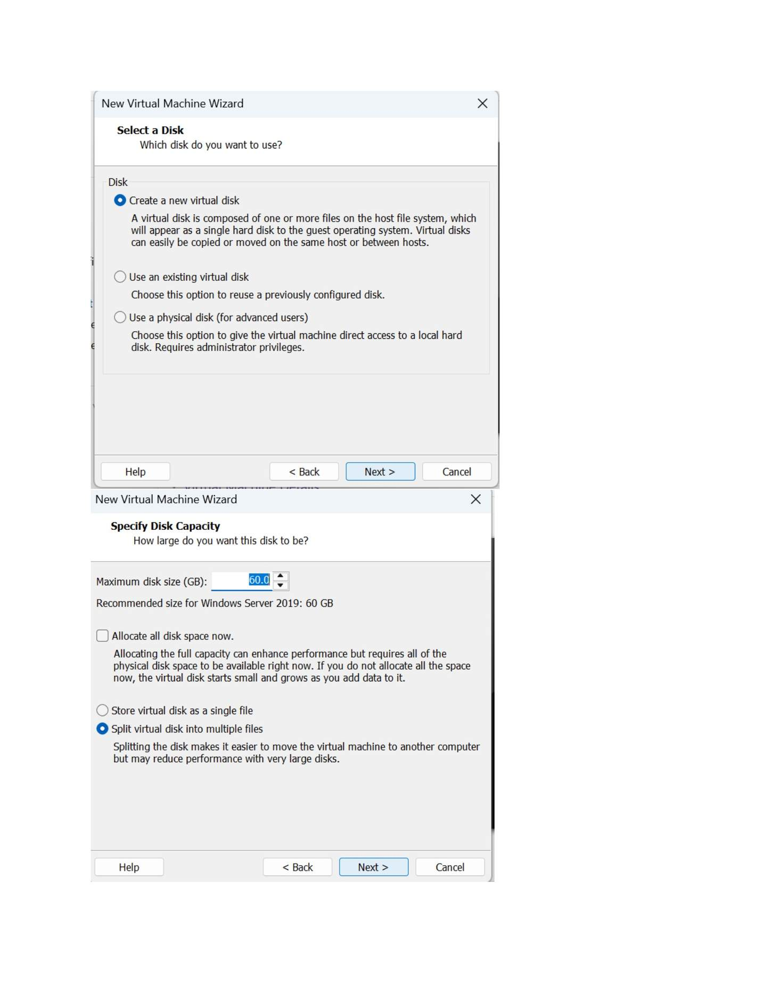 New Virtual Machine Wizard
Select a Disk
Which disk do you want to use?
Disk
Create a new virtual disk
A virtual disk is composed of one or more files on the host file system, which
will appear as a single hard disk to the guest operating system. Virtual disks
can easily be copied or moved on the same host or between hosts.
Use an existing virtual disk
Choose this option to reuse a previously configured disk.
Use a physical disk (for advanced users)
Choose this option to give the virtual machine direct access to a local hard
disk. Requires administrator privileges.
Help
< Back
Next >
Cancel
New Virtual Machine Wizard
Specify Disk Capacity
How large do you want this disk to be?
Maximum disk size (GB): 60.0
Recommended size for Windows Server 2019: 60 GB
Allocate all disk space now.
Allocating the full capacity can enhance performance but requires all of the
physical disk space to be available right now. If you do not allocate all the space
now, the virtual disk starts small and grows as you add data to it.
Store virtual disk as a single file
Split virtual disk into multiple files
Splitting the disk makes it easier to move the virtual machine to another computer
but may reduce performance with very large disks.
Help
< Back
Next >
Cancel